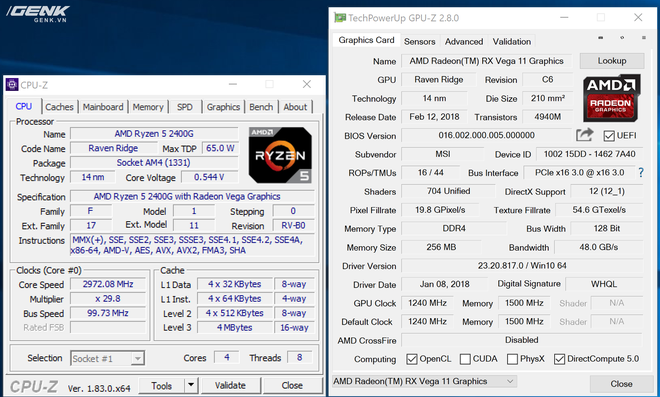 GENK
GENK.VN
CPU-Z
CPU Caches Mainboard Memory SPD Graphics Bench About
Processor
Name AMD Ryzen 5 2400G
Code Name Raven Ridge Max TDP 65.0 W
Package Socket AM4 (1331)
Technology 14 nm Core Voltage 0.544 V
AMD
RYZEN
5
Specification AMD Ryzen 5 2400G with Radeon Vega Graphics
Family F Model 1 Stepping 0
Ext. Family 17 Ext. Model 11 Revision RV-B0
Instructions MMX(+), SSE, SSE2, SSE3, SSSE3, SSE4.1, SSE4.2, SSE4A,
x86-64, AMD-V, AES, AVX, AVX2, FMA3, SHA
Clocks (Core #0)
Core Speed 2972.08 MHz
Multiplier x 29.8
Bus Speed 99.73 MHz
Rated FSB
Cache
L1 Data 4 x 32 KBytes 8-way
L1 Inst. 4 x 64 KBytes 4-way
Level 2 4 x 512 KBytes 8-way
Level 3 4 MBytes 16-way
Selection Socket #1 Cores 4 Threads 8
CPU-Z Ver. 1.83.0.x64 Tools Validate Close
TechPowerUp GPU-Z 2.8.0
Graphics Card Sensors Advanced Validation
Name AMD Radeon(TM) RX Vega 11 Graphics Lookup
GPU Raven Ridge Revision C6
Technology 14 nm Die Size 210 mm²
Release Date Feb 12, 2018 Transistors 4940M
AMD
RADEON
GRAPHICS
BIOS Version 016.002.000.005.000000 UEFI
Subvendor MSI Device ID 1002 15DD - 1462 7A40
ROPs/TMUs 16 / 44 Bus Interface PCIe x16 3.0 @ x16 3.0 ?
Shaders 704 Unified DirectX Support 12 (12_1)
Pixel Fillrate 19.8 GPixel/s Texture Fillrate 54.6 GTexel/s
Memory Type DDR4 Bus Width 128 Bit
Memory Size 256 MB Bandwidth 48.0 GB/s
Driver Version 23.20.817.0 / Win10 64
Driver Date Jan 08, 2018 Digital Signature WHQL
GPU Clock 1240 MHz Memory 1500 MHz Shader N/A
Default Clock 1240 MHz Memory 1500 MHz Shader N/A
AMD CrossFire Disabled
Computing OpenCL CUDA PhysX DirectCompute 5.0
AMD Radeon(TM) RX Vega 11 Graphics Close